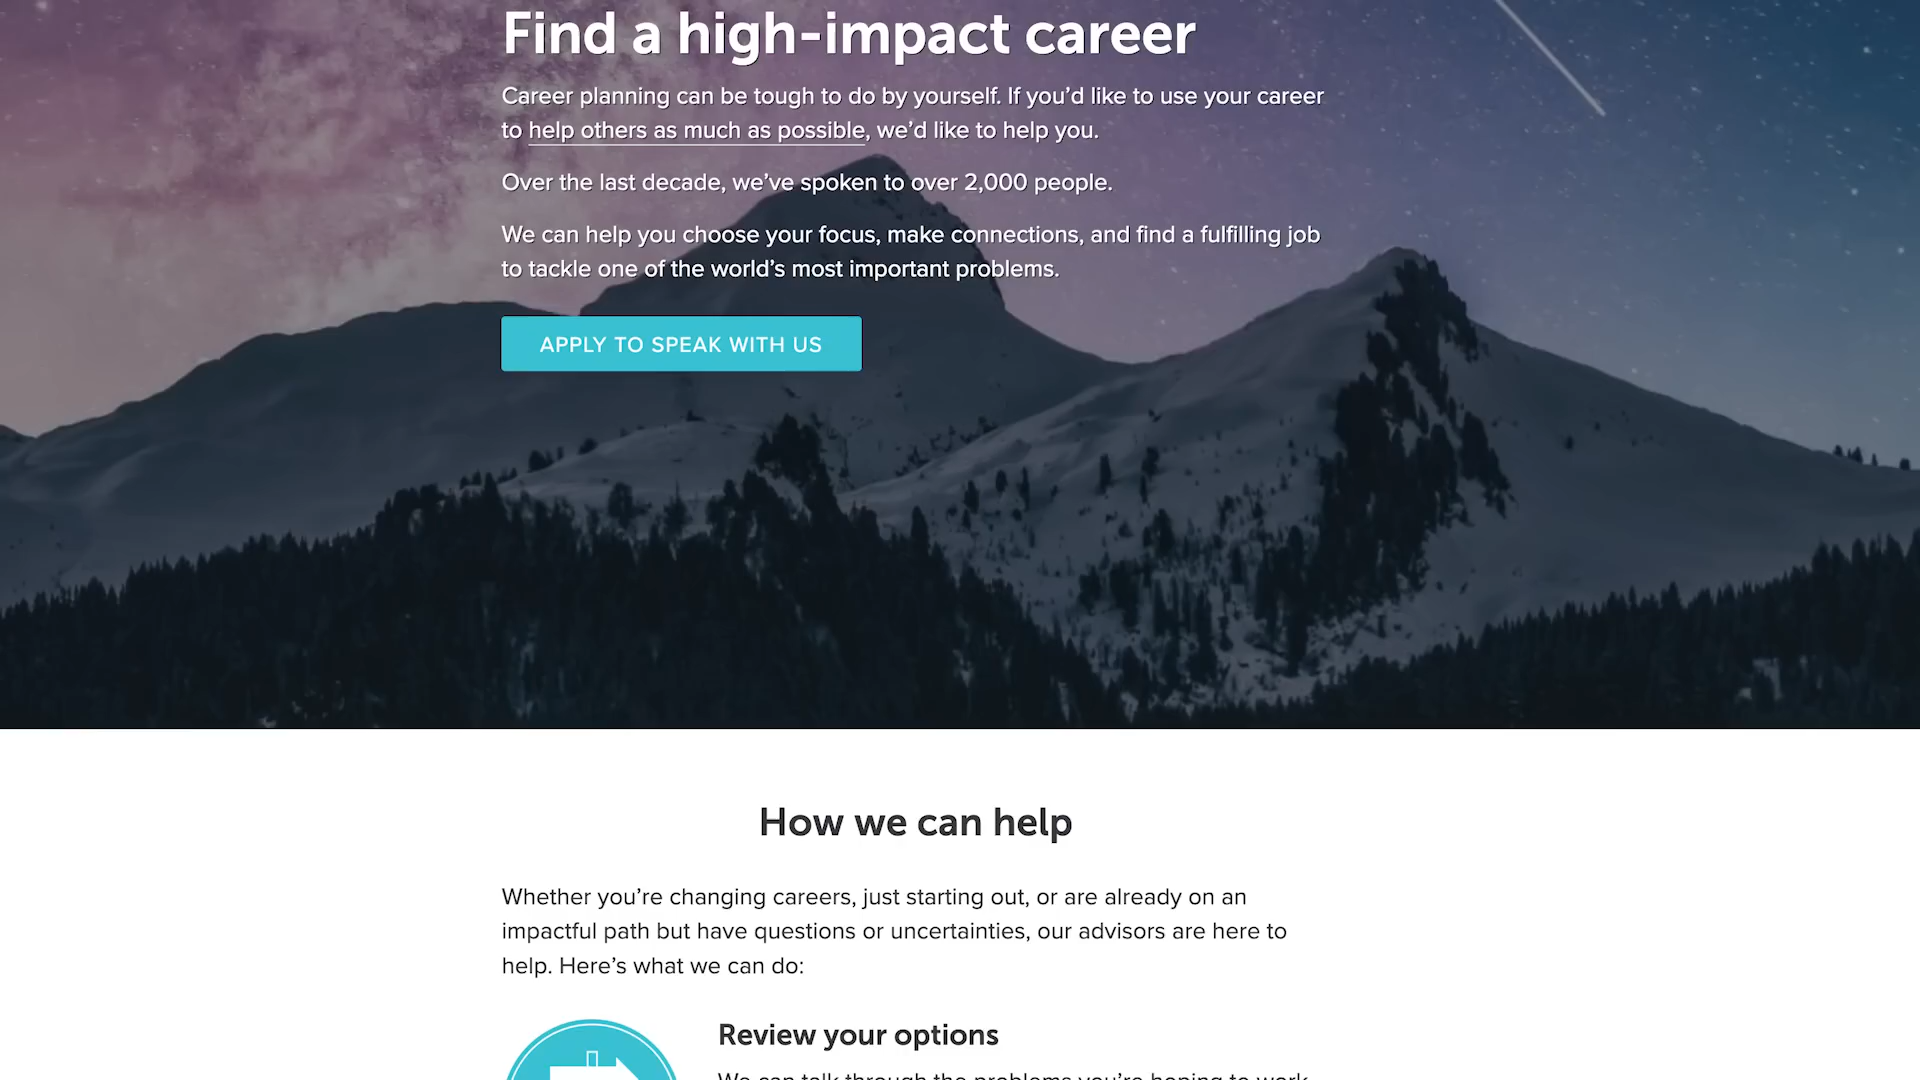 Find a high-impact career
Career planning can be tough to do by yourself. If you’d like to use your career
to help others as much as possible, we’d like to help you.
Over the last decade, we’ve spoken to over 2,000 people.
We can help you choose your focus, make connections, and find a fulfilling job
to tackle one of the world’s most important problems.
APPLY TO SPEAK WITH US
How we can help
Whether you’re changing careers, just starting out, or are already on an
impactful path but have questions or uncertainties, our advisors are here to
help. Here’s what we can do:
Review your options
We can talk through the problems you’re hoping to work